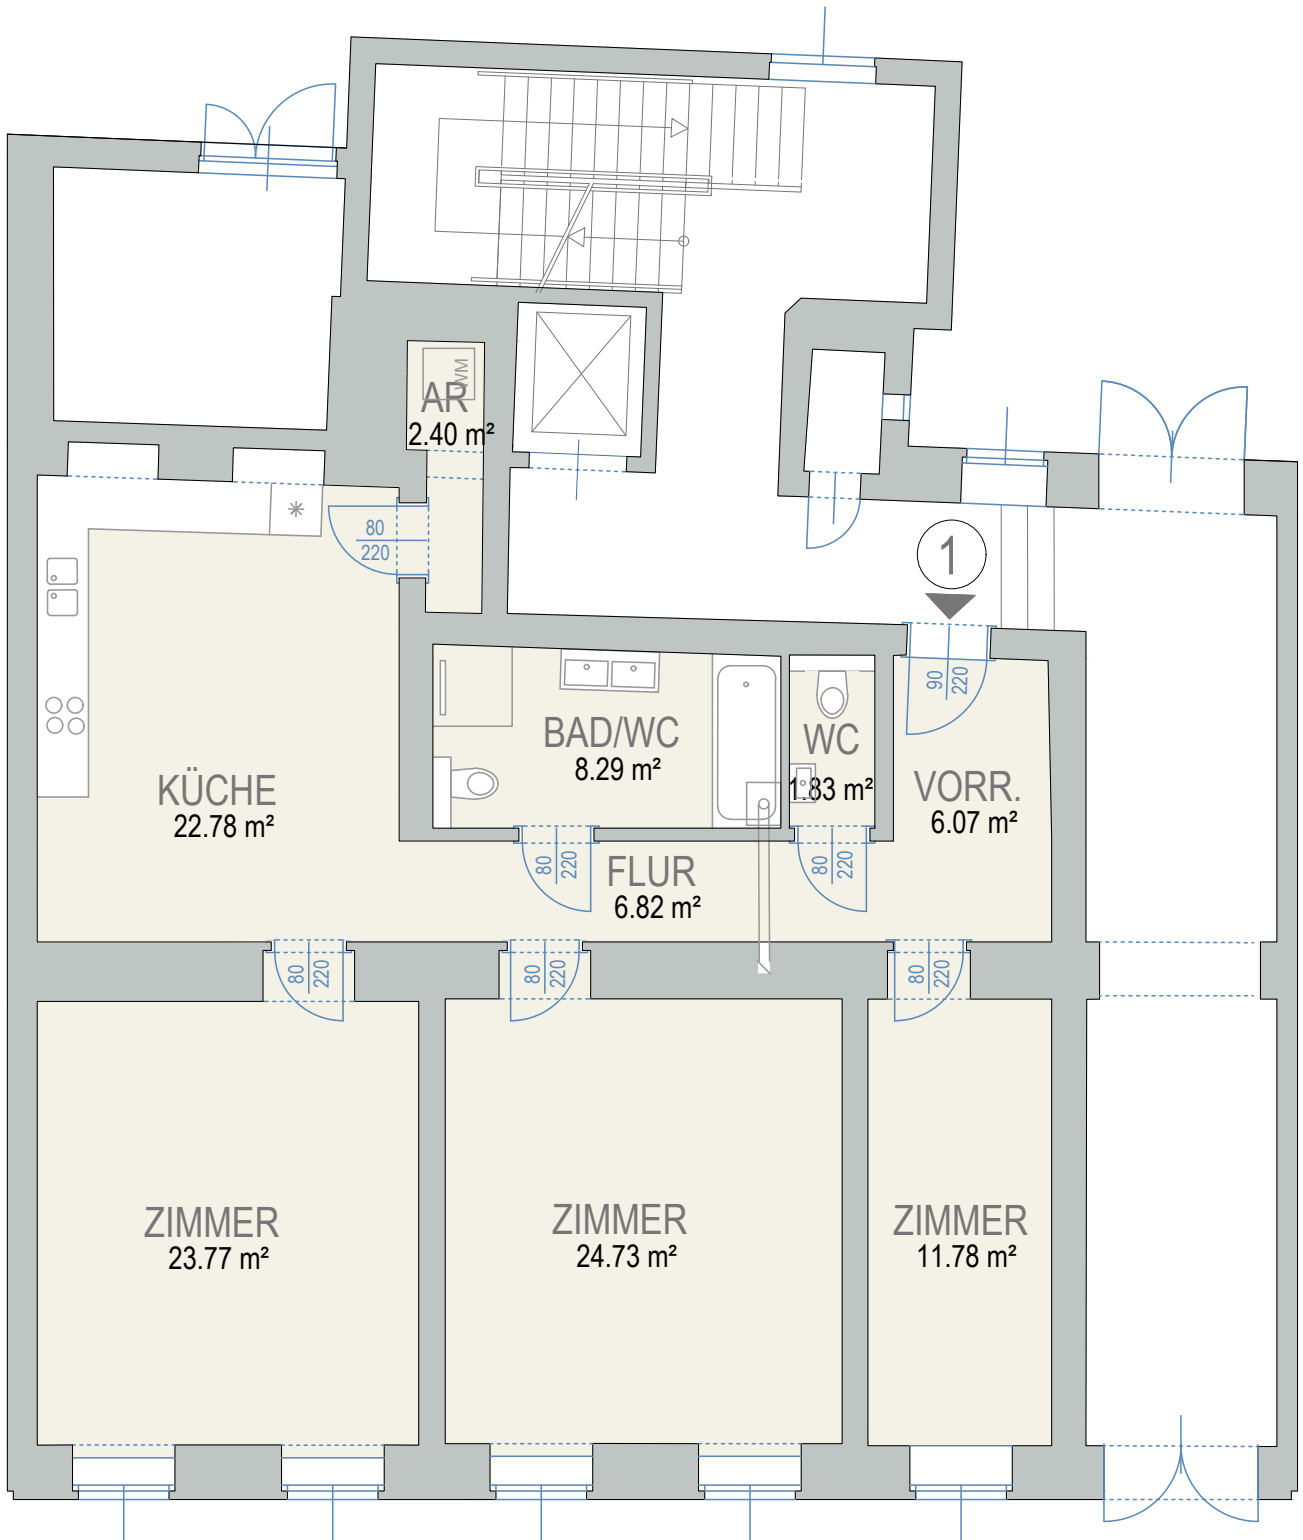 WM
AR
2.40 m²
80
220
1
90
220
BAD/WC
8.29 m²
WC
1.83 m²
KÜCHE
22.78 m²
VORR.
6.07 m²
80
220
FLUR
6.82 m²
80
220
80
220
80
220
80
220
ZIMMER
23.77 m²
ZIMMER
24.73 m²
ZIMMER
11.78 m²